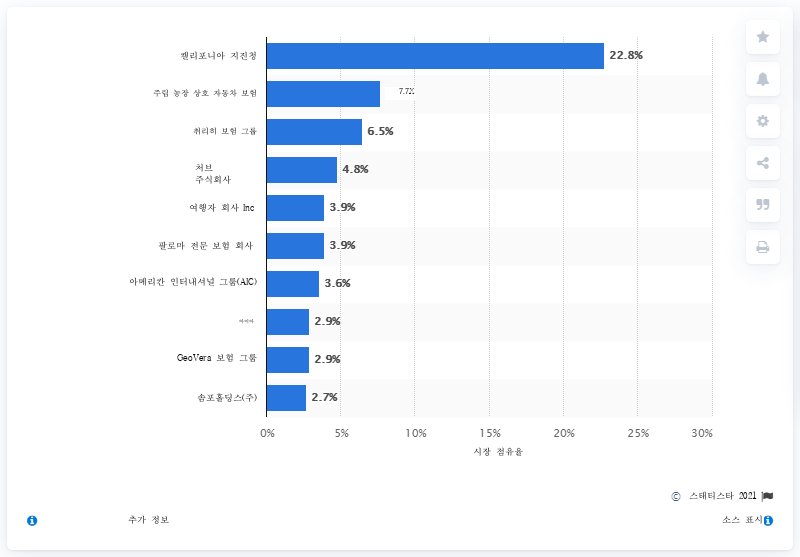 캘리포니아 지진청
22.8%
주립 농장 상호 자동차 보험
7.7%
취리히 보험 그룹
6.5%
처브
주식회사
4.8%
여행자 회사 Inc
3.9%
팔로마 전문 보험 회사
3.9%
아메리칸 인터내셔널 그룹(AIC)
3.6%
2.9%
GeoVera 보험 그룹
2.9%
솜포홀딩스(주)
2.7%
0% 5% 10% 15% 20% 25% 30%
시장 점유율
© 스태티스타 2021
추가 정보
소스 표시